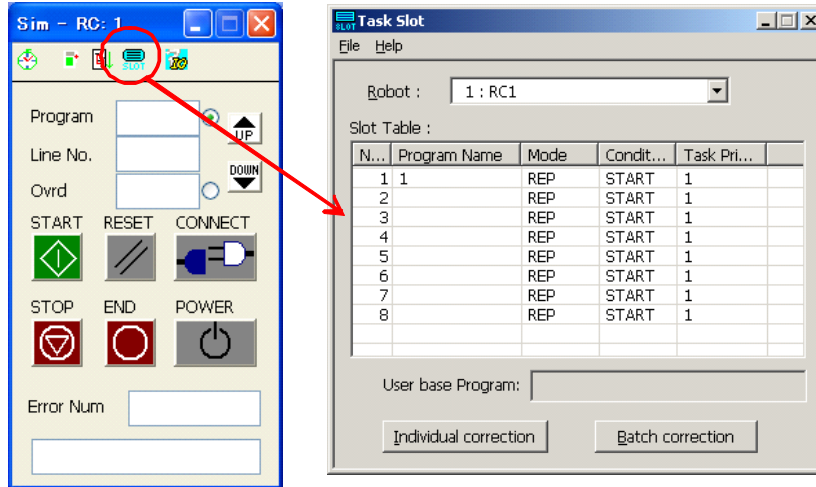 Sim - RC: 1
SLOT
Program
UP
Line No.
DOWN
Ovrd
START RESET CONNECT
STOP END POWER
Error Num
SLOT Task Slot
File Help
Robot : 1 : RC1
Slot Table :
N... Program Name Mode Condit... Task Pri...
1 1 REP START 1
2 REP START 1
3 REP START 1
4 REP START 1
5 REP START 1
6 REP START 1
7 REP START 1
8 REP START 1
User base Program:
Individual correction Batch correction